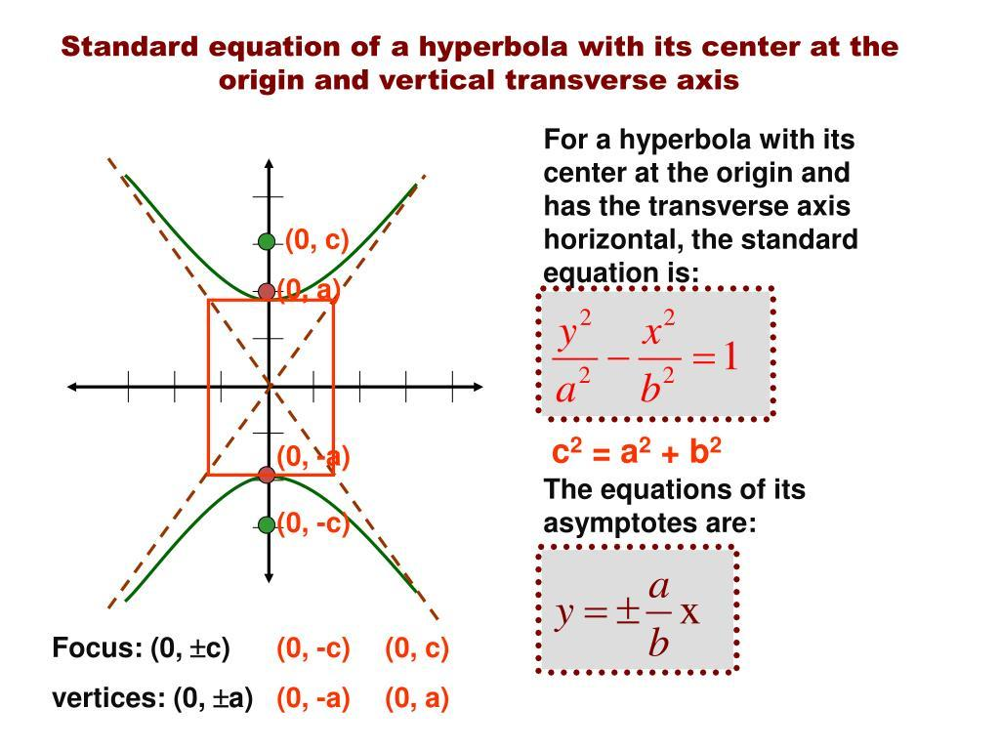 Standard equation of a hyperbola with its center at the
origin and vertical transverse axis
For a hyperbola with its
center at the origin and
has the transverse axis
horizontal, the standard
equation is:
y²/a² − x²/b² = 1
c² = a² + b²
The equations of its
asymptotes are:
y = ± a/b x
(0, c)
(0, a)
(0, -a)
(0, -c)
Focus: (0, ±c) (0, -c) (0, c)
vertices: (0, ±a) (0, -a) (0, a)